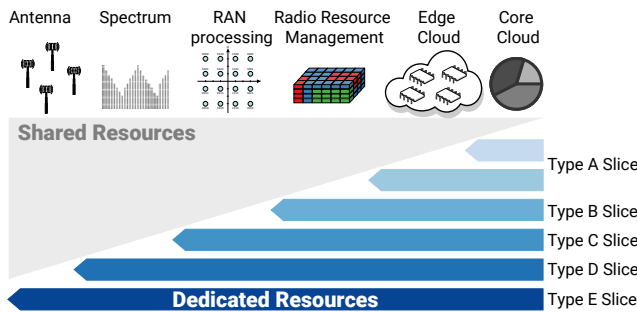 Antenna
Spectrum
RAN
processing
Radio Resource
Management
Edge
Cloud
Core
Cloud
Shared Resources
Type A Slice
Type B Slice
Type C Slice
Type D Slice
Dedicated Resources
Type E Slice